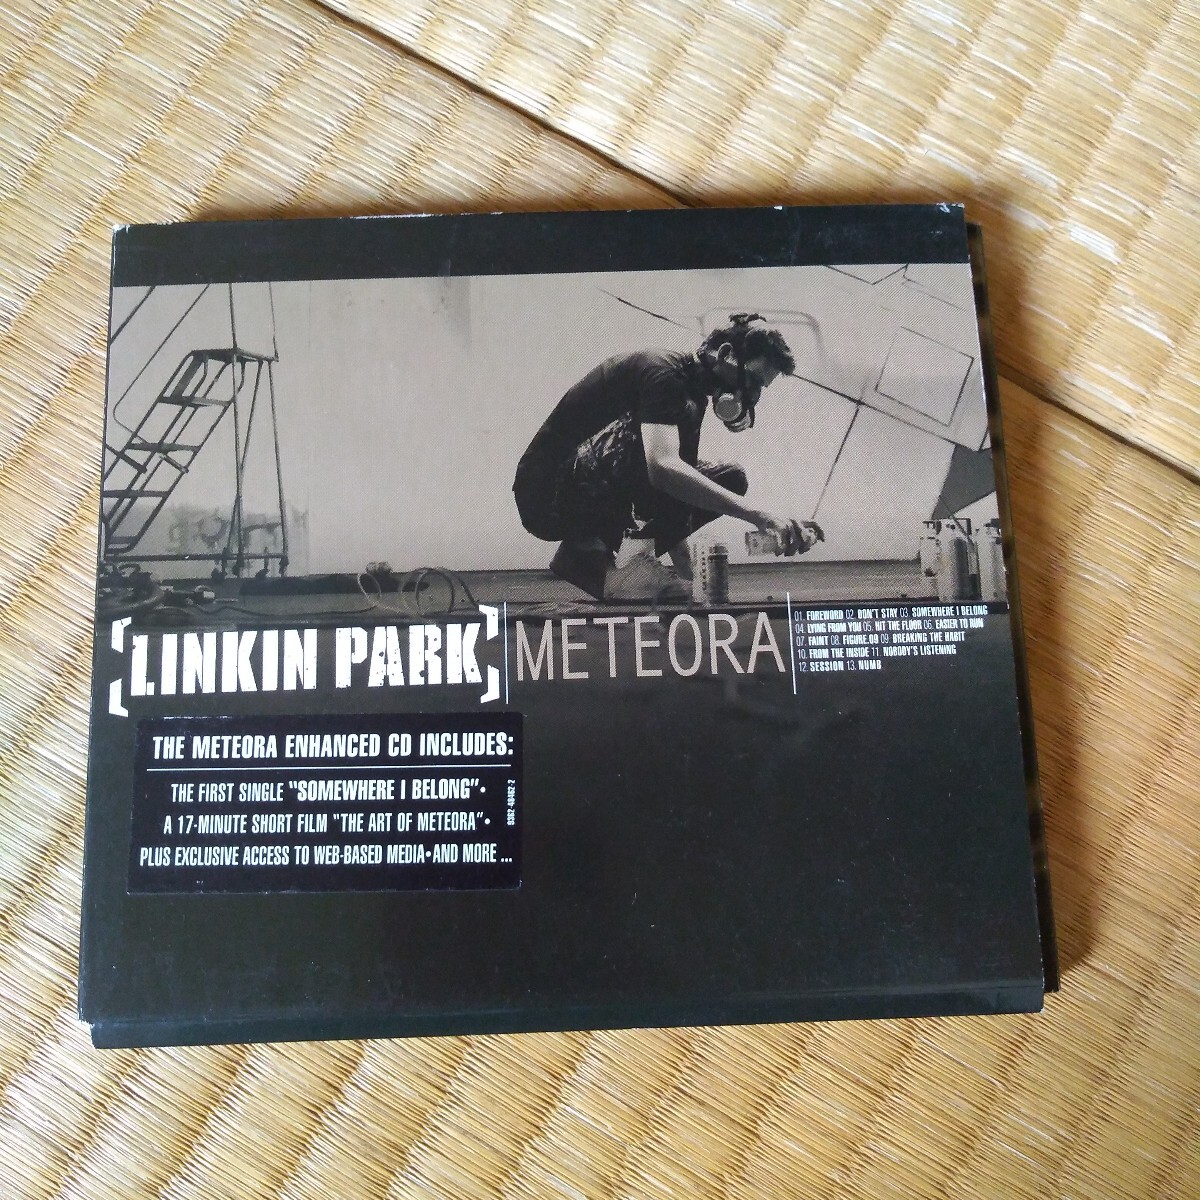 [LINKIN PARK]
METEORA
01. FOREWORD 02. DON'T STAY 03. SOMEWHERE I BELONG
04. LYING FROM YOU 05. HIT THE FLOOR 06. EASIER TO RUN
07. FAINT 08. FIGURE.09 09. BREAKING THE HABIT
10. FROM THE INSIDE 11. NOBODY'S LISTENING
12. SESSION 13. NUMB
THE METEORA ENHANCED CD INCLUDES:
THE FIRST SINGLE "SOMEWHERE I BELONG"•
A 17-MINUTE SHORT FILM "THE ART OF METEORA"•
PLUS EXCLUSIVE ACCESS TO WEB-BASED MEDIA•AND MORE ...
9362-48462-2